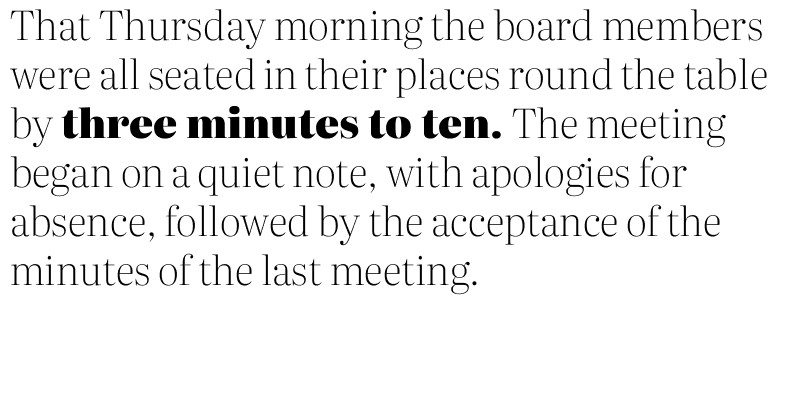 That Thursday morning the board members
were all seated in their places round the table
by three minutes to ten. The meeting
began on a quiet note, with apologies for
absence, followed by the acceptance of the
minutes of the last meeting.